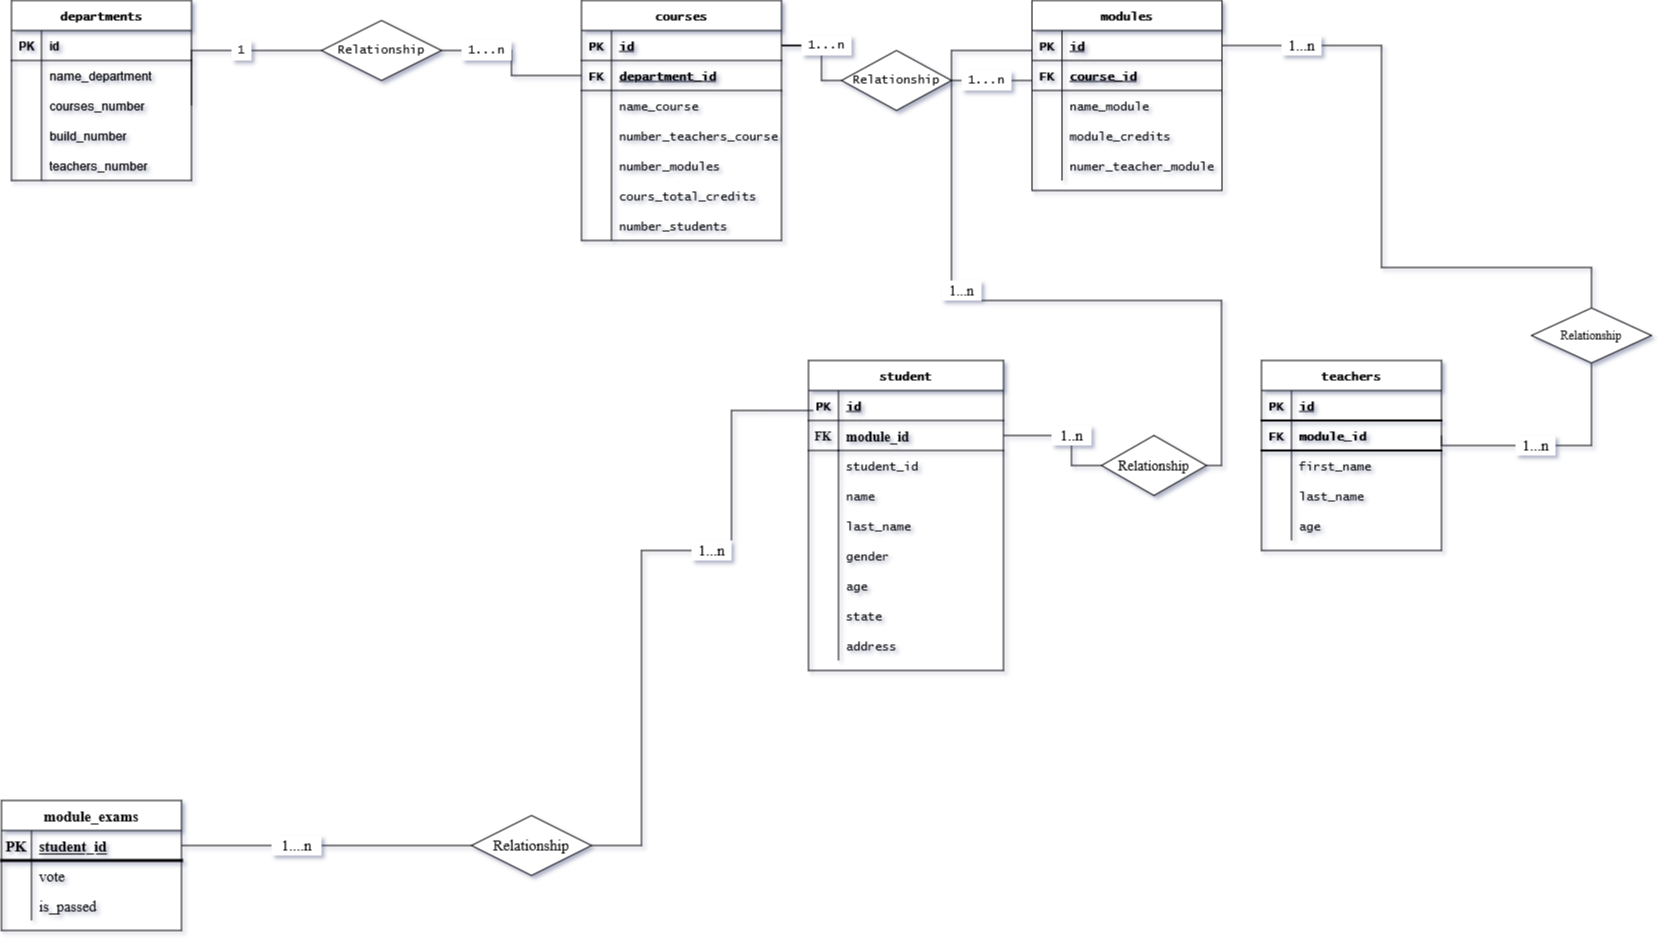 departments
PK id
name_department
courses_number
build_number
teachers_number
1
Relationship
1...n
courses
PK id
FK department_id
name_course
number_teachers_course
number_modules
cours_total_credits
number_students
1...n
Relationship
1...n
modules
PK id
FK course_id
name_module
module_credits
numer_teacher_module
1...n
1...n
Relationship
student
PK id
FK module_id
student_id
name
last_name
gender
age
state
address
1..n
Relationship
teachers
PK id
FK module_id
first_name
last_name
age
1...n
1...n
module_exams
PK student_id
vote
is_passed
1....n
Relationship